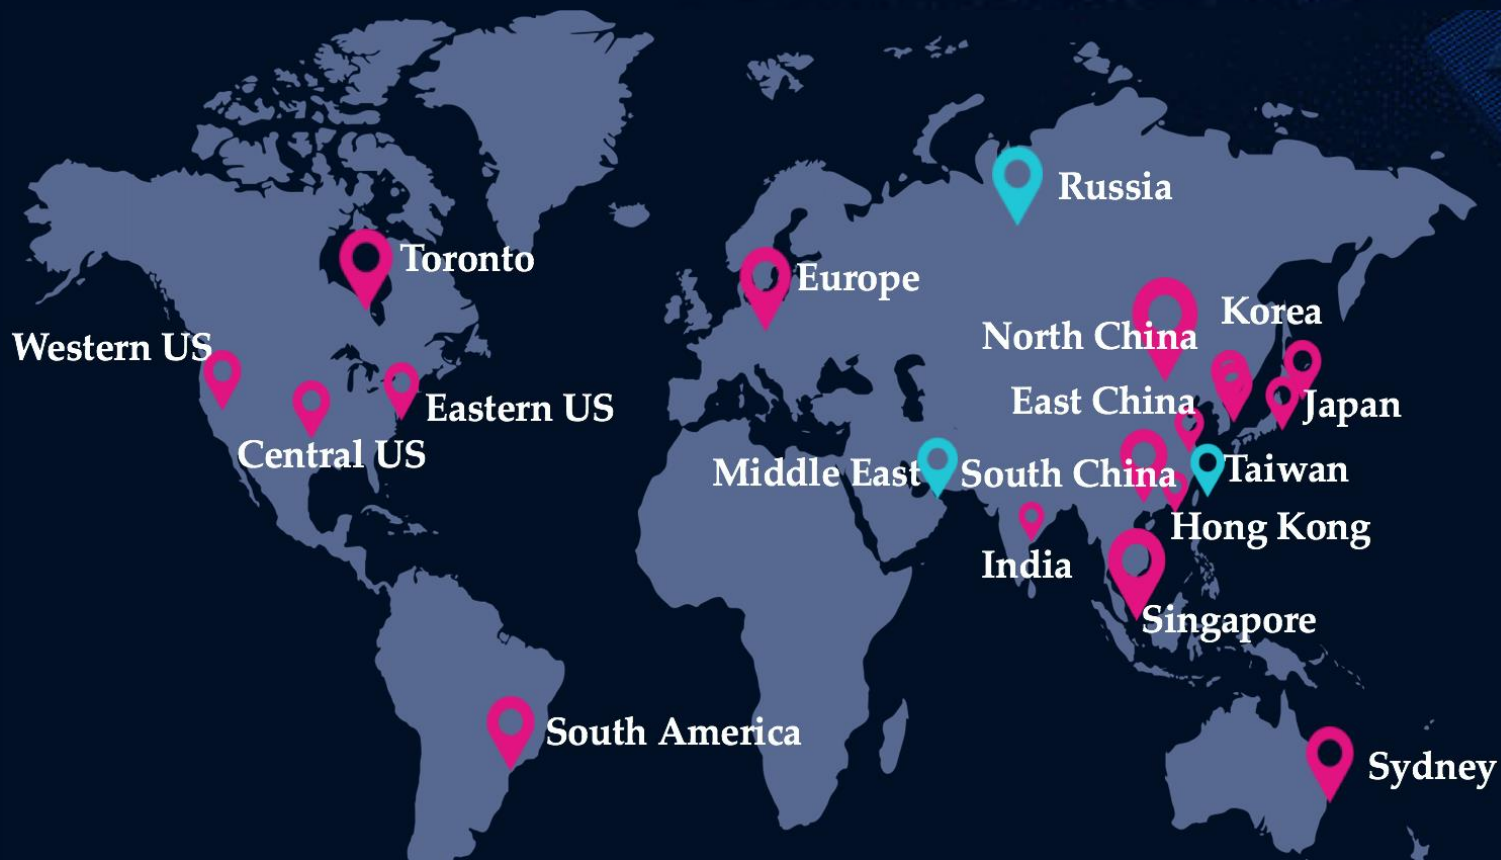 Russia
Toronto
Europe
Korea
North China
Western US
East China
Japan
Eastern US
Central US
Middle East
South China
Taiwan
Hong Kong
India
Singapore
South America
Sydney